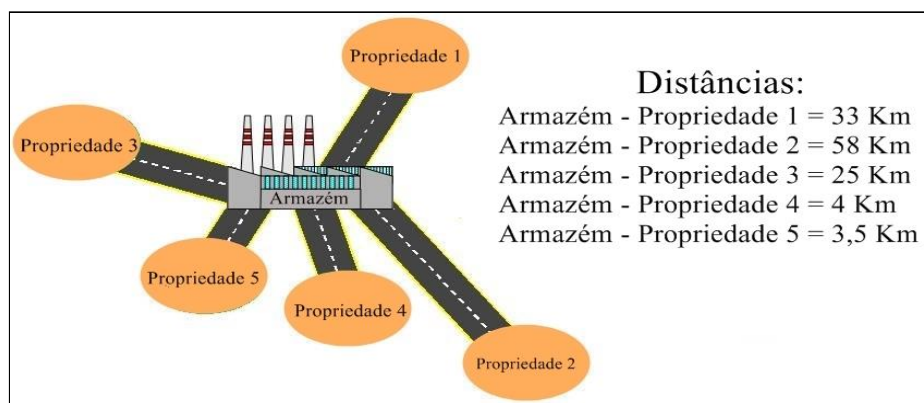 Propriedade 1
Propriedade 3
Armazém
Propriedade 5
Propriedade 4
Propriedade 2
Distâncias:
Armazém - Propriedade 1 = 33 Km
Armazém - Propriedade 2 = 58 Km
Armazém - Propriedade 3 = 25 Km
Armazém - Propriedade 4 = 4 Km
Armazém - Propriedade 5 = 3,5 Km